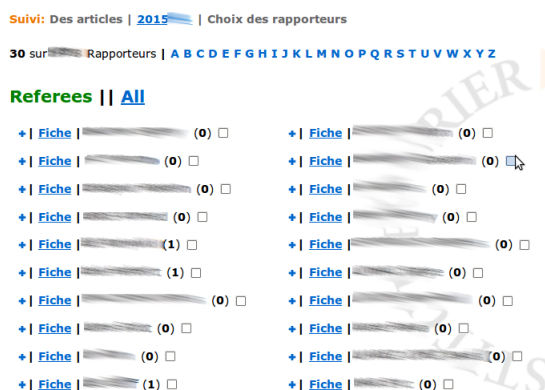 Suivi: Des articles | 2015 | Choix des rapporteurs
30 sur Rapporteurs | A B C D E F G H I J K L M N O P Q R S T U V W X Y Z
Referees || All
+ | Fiche | (0) + | Fiche | (0)
+ | Fiche | (0) + | Fiche | (0)
+ | Fiche | (0) + | Fiche | (0)
+ | Fiche | (0) + | Fiche | (0)
+ | Fiche | (1) + | Fiche | (0)
+ | Fiche | (1) + | Fiche | (0)
+ | Fiche | (0) + | Fiche | (0)
+ | Fiche | (0) + | Fiche | (0)
+ | Fiche | (0) + | Fiche | (0)
+ | Fiche | (1) + | Fiche | (0)